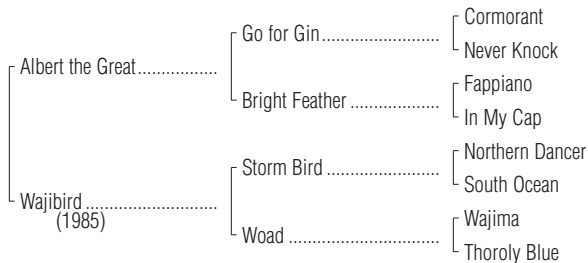 Cormorant
Go for Gin
Never Knock
Albert the Great
Fappiano
Bright Feather
In My Cap
Northern Dancer
Storm Bird
South Ocean
Wajibird
(1985)
Wajima
Woad
Thoroly Blue